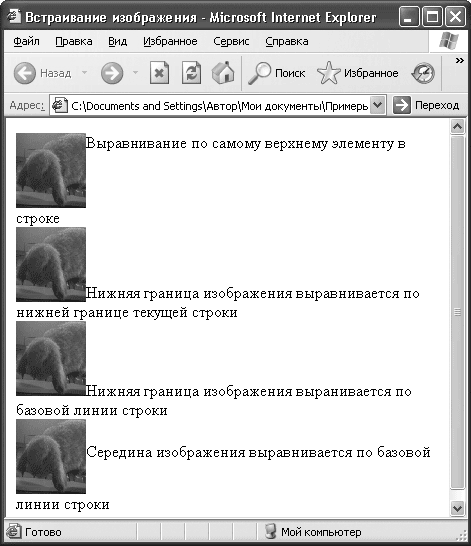 Встраивание изображения - Microsoft Internet Explorer
Файл Правка Вид Избранное Сервис Справка
Назад Поиск Избранное »
Адрес: C:\Documents and Settings\Автор\Мои документы\Примеры Переход
Выравнивание по самому верхнему элементу в
строке
Нижняя граница изображения выравнивается по
нижней границе текущей строки
Нижняя граница изображения выранивается по
базовой линии строки
Середина изображения выравнивается по базовой
линии строки
Готово Мой компьютер